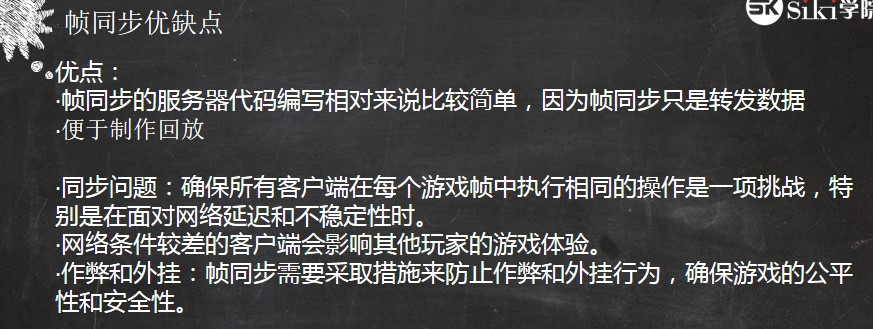 帧同步优缺点
SK Siki学院
优点：
·帧同步的服务器代码编写相对来说比较简单，因为帧同步只是转发数据
·便于制作回放
·同步问题：确保所有客户端在每个游戏帧中执行相同的操作是一项挑战，特
别是在面对网络延迟和不稳定性时。
·网络条件较差的客户端会影响其他玩家的游戏体验。
·作弊和外挂：帧同步需要采取措施来防止作弊和外挂行为，确保游戏的公平
性和安全性。